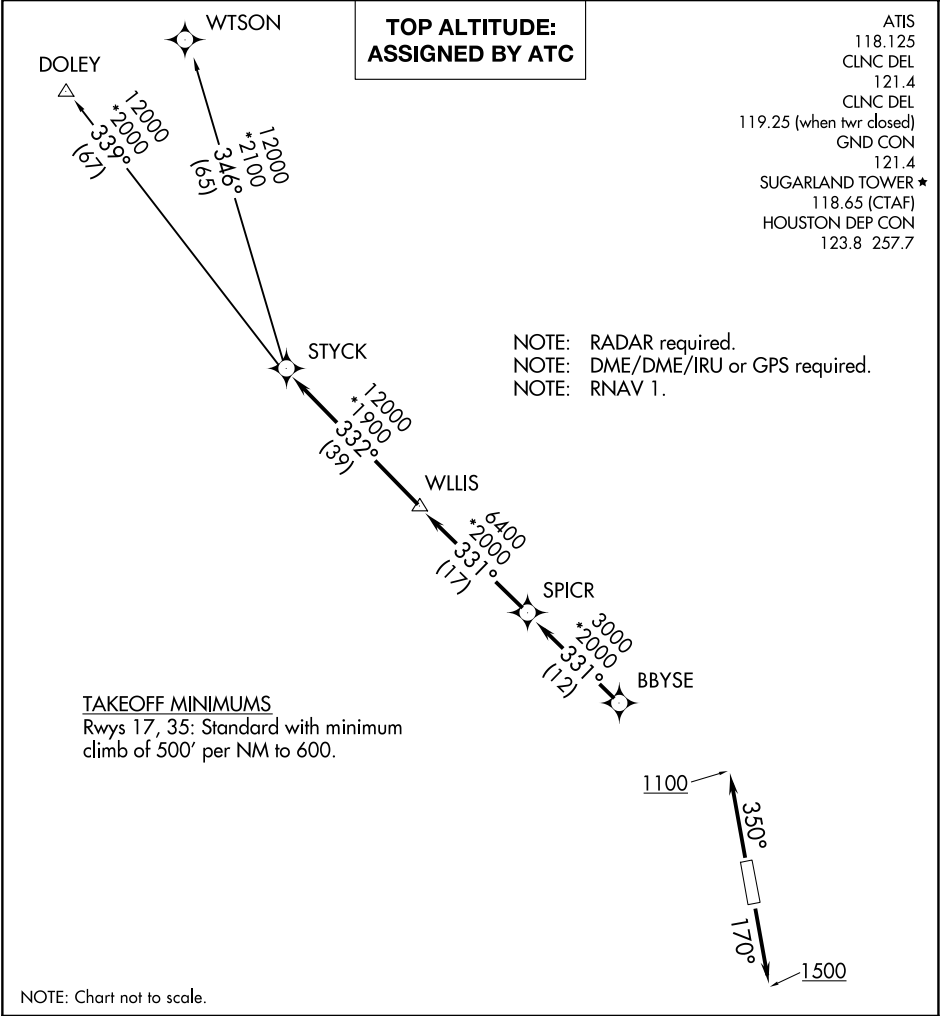 TOP ALTITUDE:
ASSIGNED BY ATC
ATIS
118.125
CLNC DEL
121.4
CLNC DEL
119.25 (when twr closed)
GND CON
121.4
SUGARLAND TOWER ★
118.65 (CTAF)
HOUSTON DEP CON
123.8 257.7
WTSON
DOLEY
12000
*2000
339°
(67)
12000
*2100
346°
(65)
STYCK
NOTE: RADAR required.
NOTE: DME/DME/IRU or GPS required.
NOTE: RNAV 1.
12000
*1900
332°
(39)
WLLIS
6400
*2000
331°
(17)
SPICR
3000
*2000
331°
(12)
BBYSE
TAKEOFF MINIMUMS
Rwys 17, 35: Standard with minimum
climb of 500' per NM to 600.
1100
350°
170°
1500
NOTE: Chart not to scale.